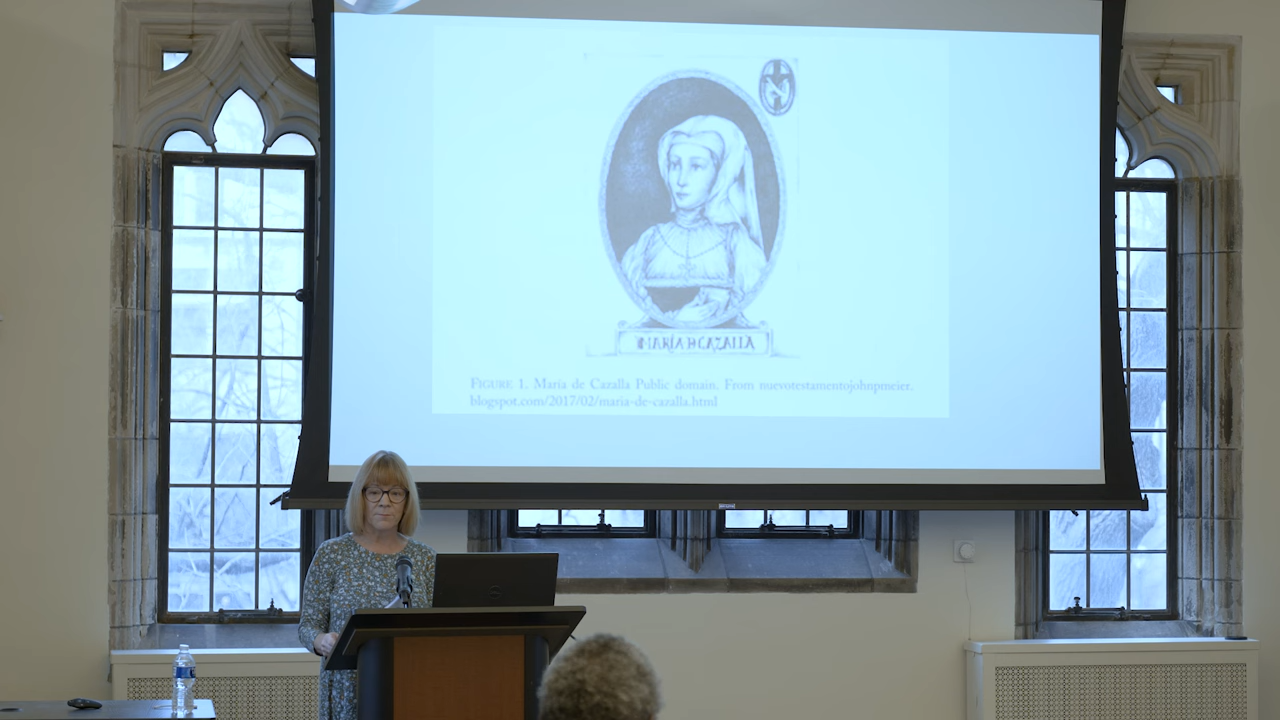 MARÍA D CAZALLA
FIGURE 1. María de Cazalla Public domain. From nuevotestamentojohnpmeier.
blogspot.com/2017/02/maria-de-cazalla.html
DELL